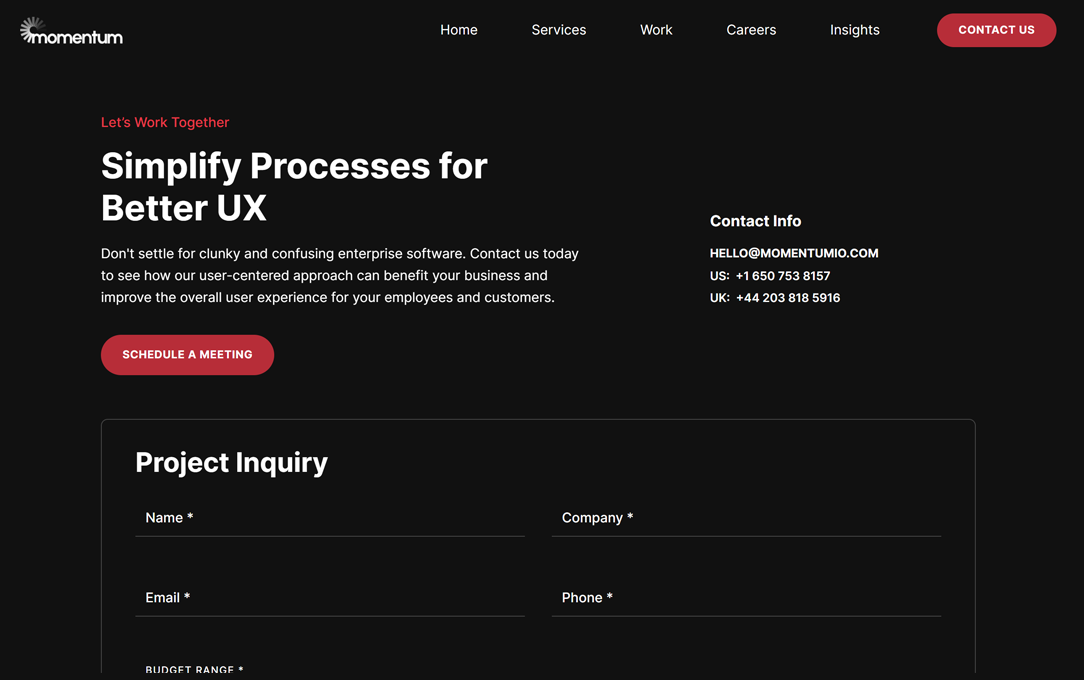 momentum
Home
Services
Work
Careers
Insights
CONTACT US
Let's Work Together
Simplify Processes for
Better UX
Don't settle for clunky and confusing enterprise software. Contact us today
to see how our user-centered approach can benefit your business and
improve the overall user experience for your employees and customers.
SCHEDULE A MEETING
Contact Info
HELLO@MOMENTUMIO.COM
US: +1 650 753 8157
UK: +44 203 818 5916
Project Inquiry
Name *
Company *
Email *
Phone *
BUDGET RANGE *